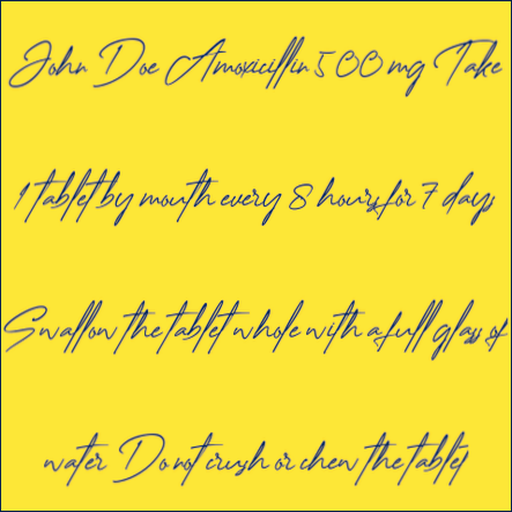 John Doe Amoxicillin 500 mg Take
1 tablet by mouth every 8 hours for 7 days
Swallow the tablet whole with a full glass of
water Do not crush or chew the tablet